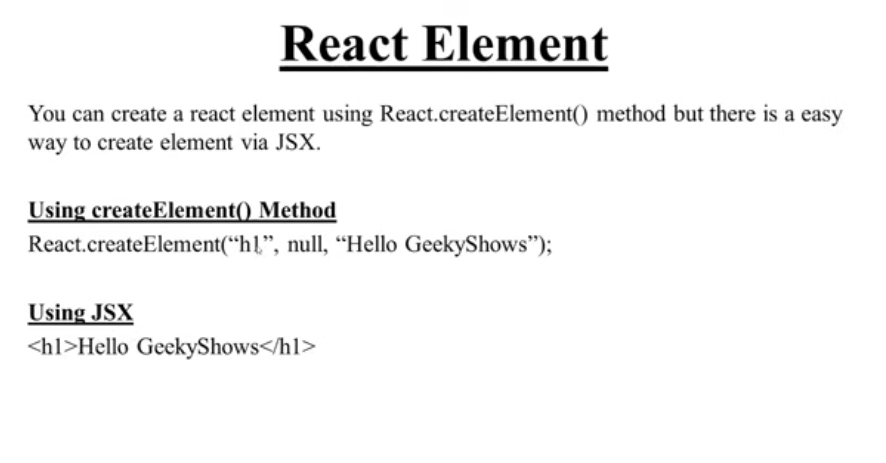 React Element
You can create a react element using React.createElement() method but there is a easy
way to create element via JSX.
Using createElement() Method
React.createElement(“h1”, null, “Hello GeekyShows”);
Using JSX
<h1>Hello GeekyShows</h1>